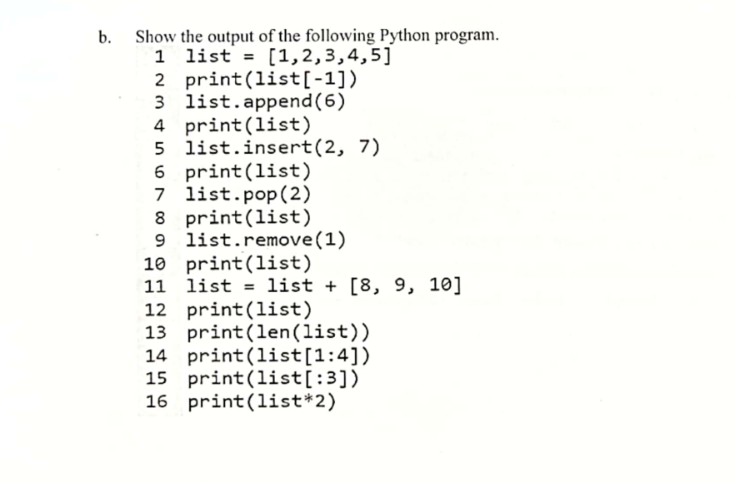 b. Show the output of the following Python program.
1 list = [1,2,3,4,5]
2 print(list[-1])
3 list.append(6)
4 print(list)
5 list.insert(2, 7)
6 print(list)
7 list.pop(2)
8 print(list)
9 list.remove(1)
10 print(list)
11 list = list + [8, 9, 10]
12 print(list)
13 print(len(list))
14 print(list[1:4])
15 print(list[:3])
16 print(list*2)